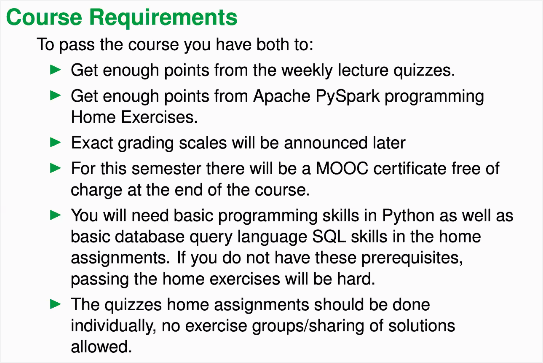 Course Requirements
To pass the course you have both to:
► Get enough points from the weekly lecture quizzes.
► Get enough points from Apache PySpark programming
Home Exercises.
► Exact grading scales will be announced later
► For this semester there will be a MOOC certificate free of
charge at the end of the course.
► You will need basic programming skills in Python as well as
basic database query language SQL skills in the home
assignments. If you do not have these prerequisites,
passing the home exercises will be hard.
► The quizzes home assignments should be done
individually, no exercise groups/sharing of solutions
allowed.